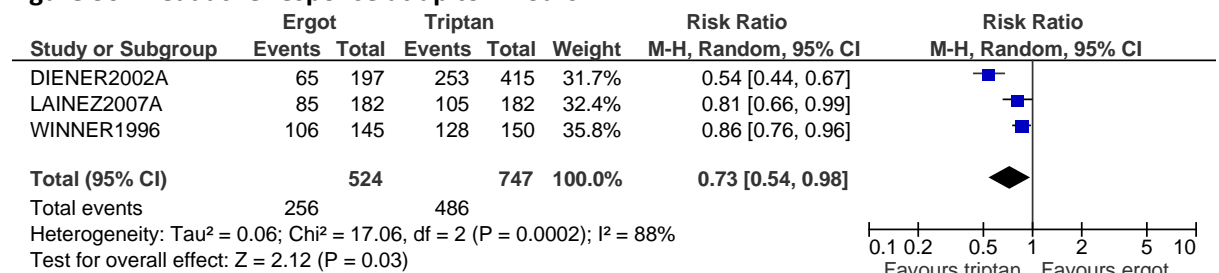 Ergot Triptan Risk Ratio Risk Ratio
Study or Subgroup Events Total Events Total Weight M-H, Random, 95% CI M-H, Random, 95% CI
DIENER2002A 65 197 253 415 31.7% 0.54 [0.44, 0.67]
LAINEZ2007A 85 182 105 182 32.4% 0.81 [0.66, 0.99]
WINNER1996 106 145 128 150 35.8% 0.86 [0.76, 0.96]
Total (95% CI) 524 747 100.0% 0.73 [0.54, 0.98]
Total events 256 486
Heterogeneity: Tau² = 0.06; Chi² = 17.06, df = 2 (P = 0.0002); I² = 88%
Test for overall effect: Z = 2.12 (P = 0.03)
0.1 0.2 0.5 1 2 5 10
Favours triptan Favours ergot